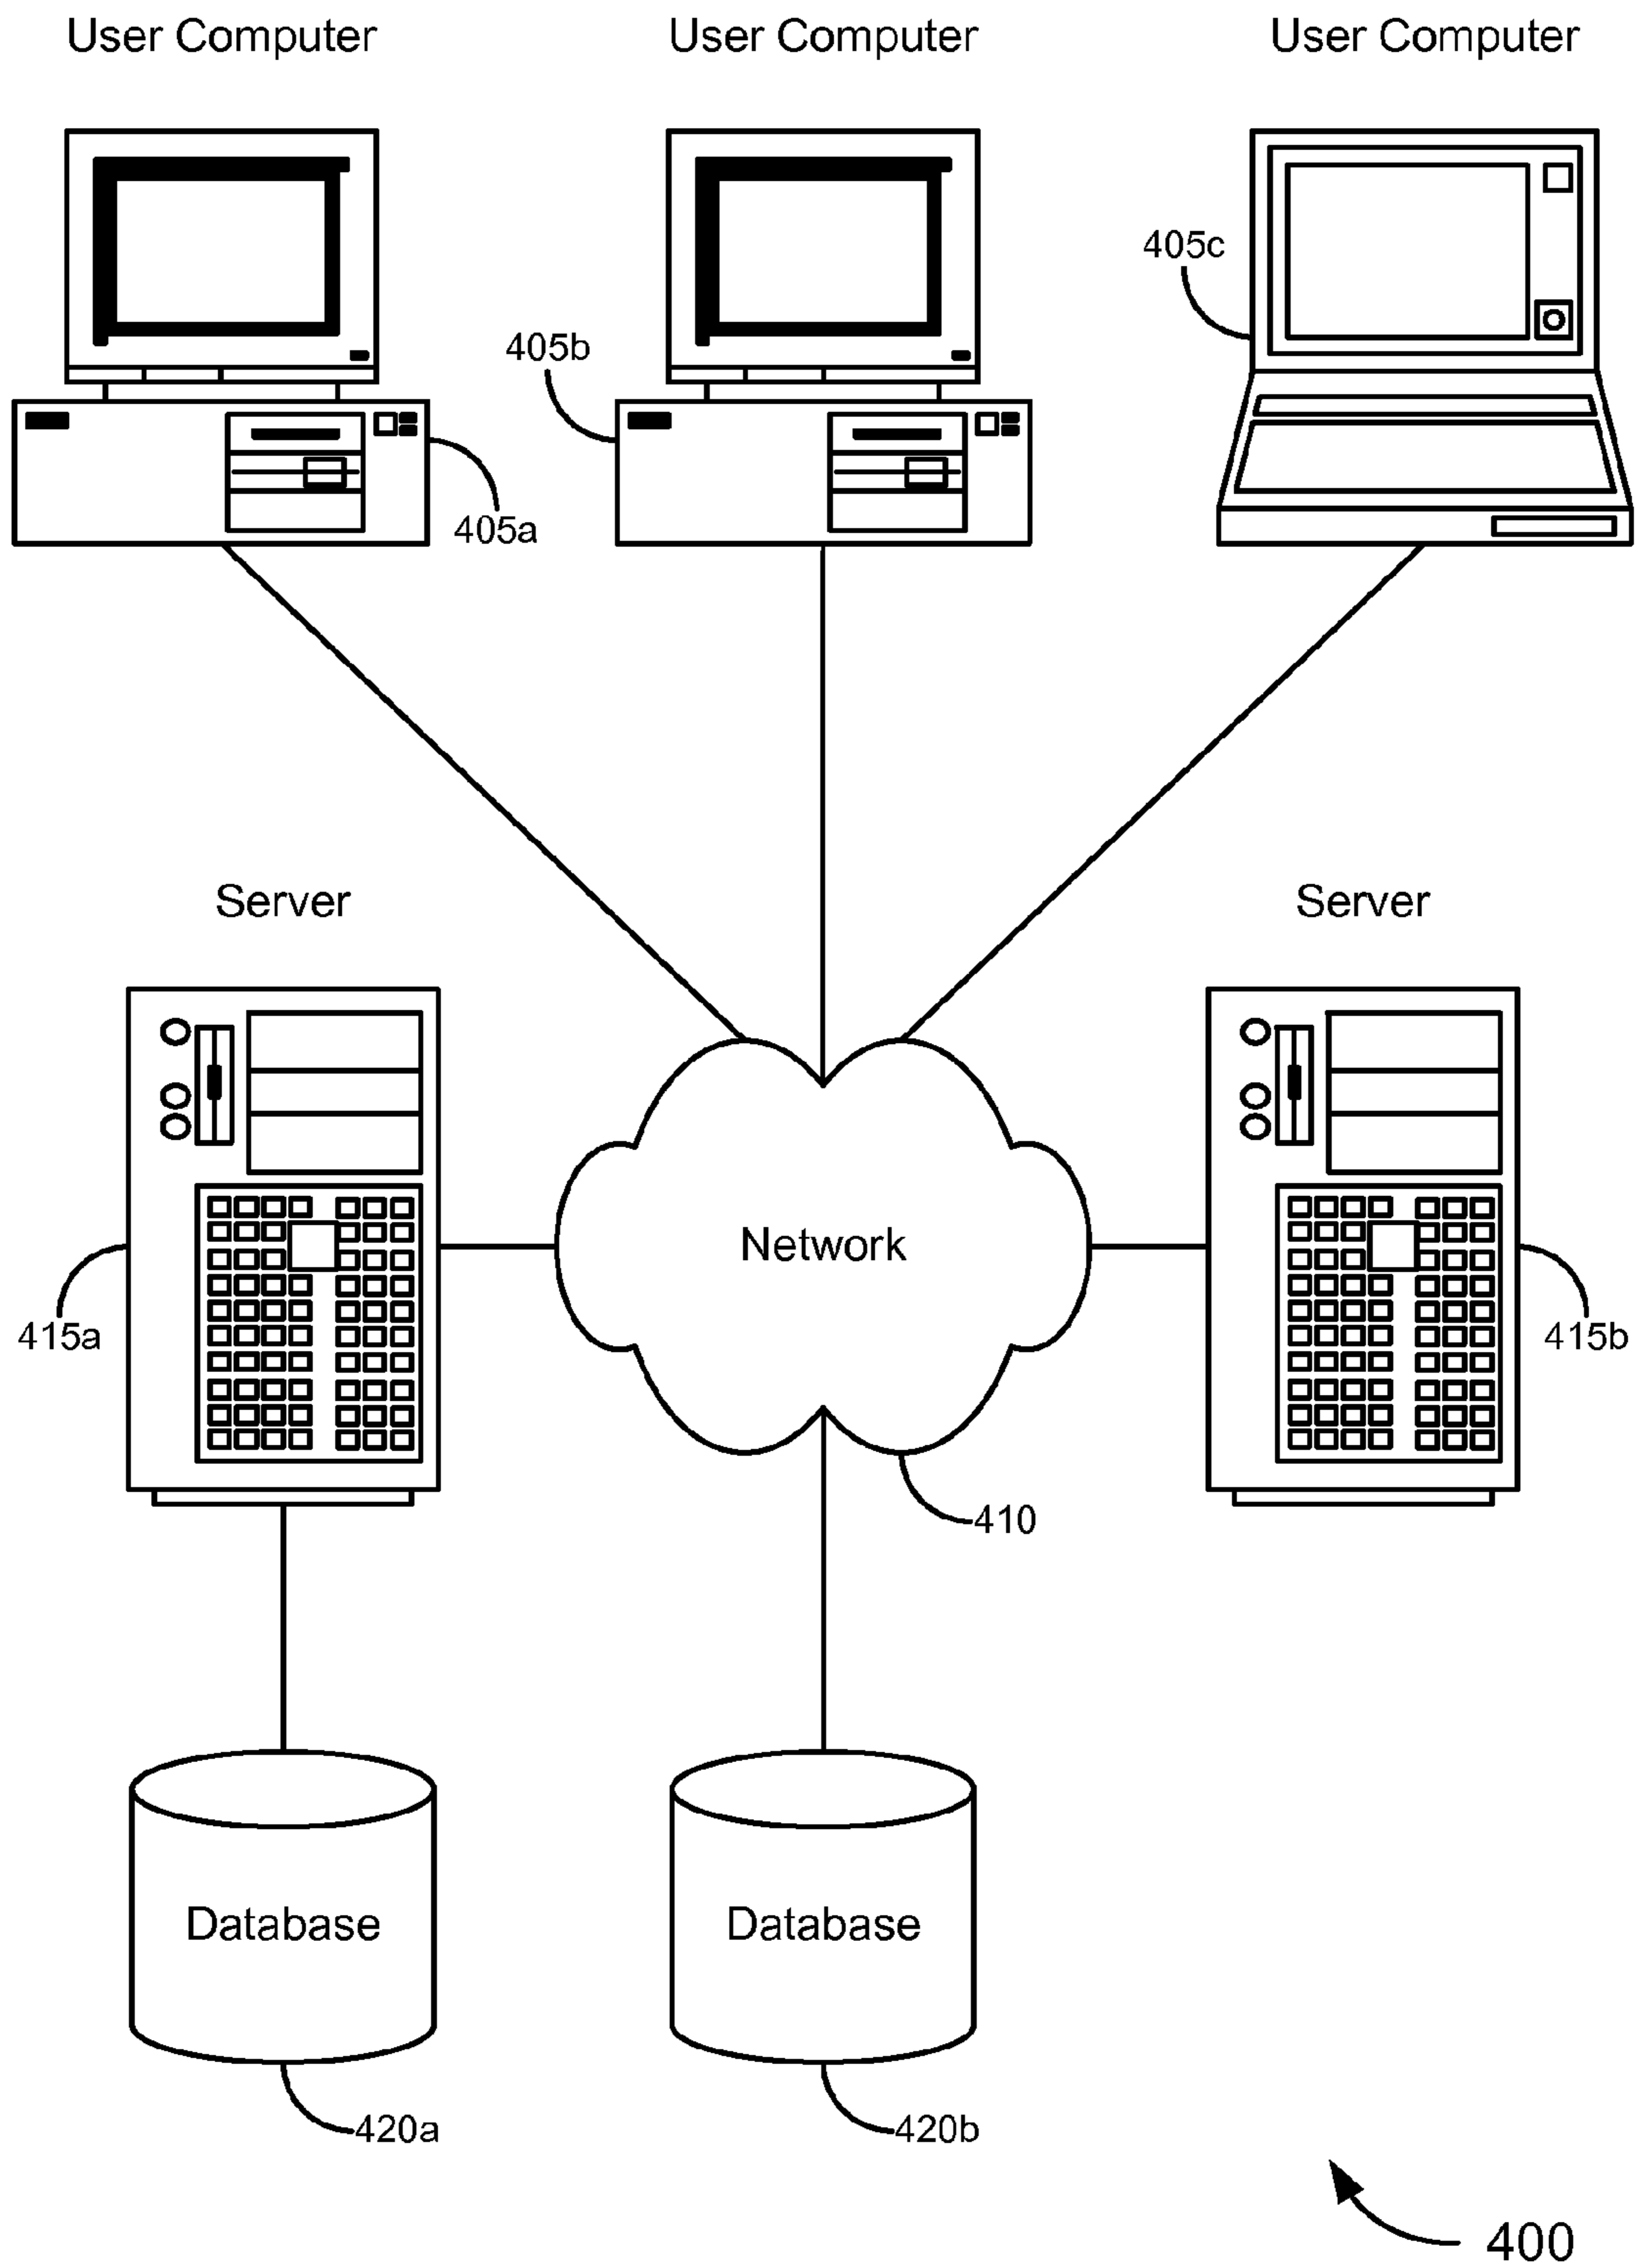 User Computer
User Computer
User Computer
405c
405b
405a
Server
Server
Network
415a
415b
410
Database
Database
420a
420b
400